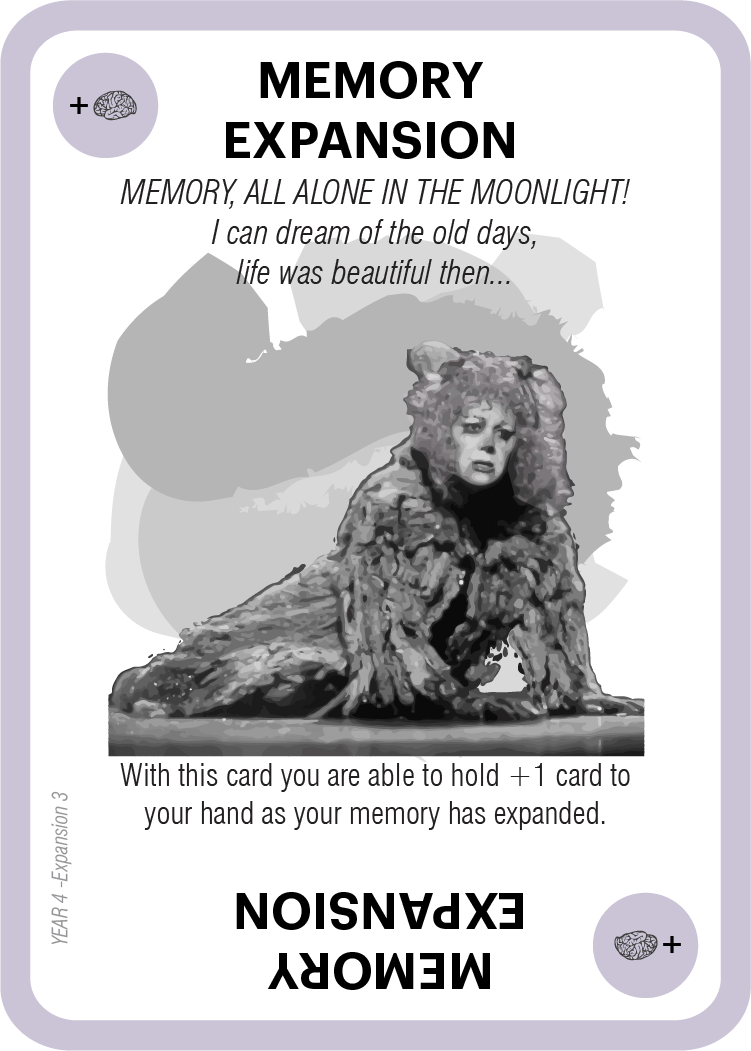 +
MEMORY
EXPANSION
MEMORY, ALL ALONE IN THE MOONLIGHT!
I can dream of the old days,
life was beautiful then...
With this card you are able to hold +1 card to
your hand as your memory has expanded.
YEAR 4 -Expansion 3
MEMORY
EXPANSION
+